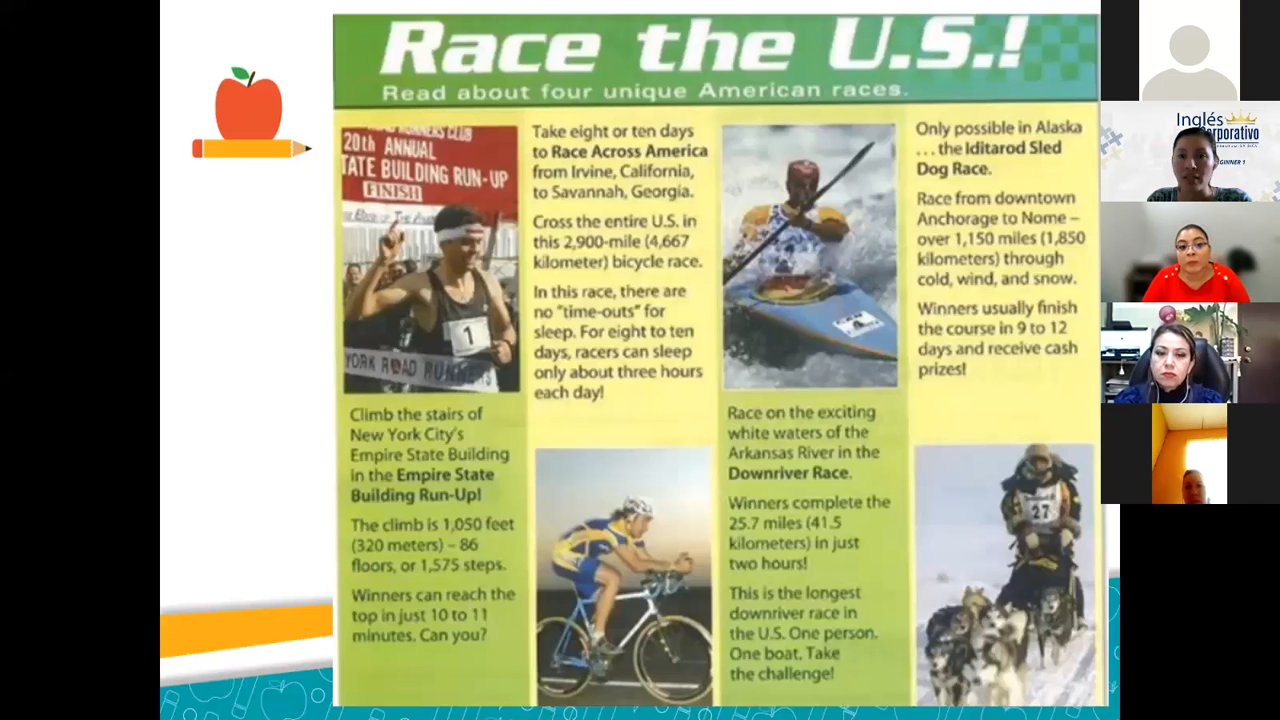 Race the U.S.!
Read about four unique American races.
20th ANNUAL
BUILDING RUN-UP
FINISH
1
YORK ROAD RUNNERS
Climb the stairs of
New York City's
Empire State Building
in the Empire State
Building Run-Up!
The climb is 1,050 feet
(320 meters) – 86
floors, or 1,575 steps.
Winners can reach the
top in just 10 to 11
minutes. Can you?
Take eight or ten days
to Race Across America
from Irvine, California,
to Savannah, Georgia.
Cross the entire U.S. in
this 2,900-mile (4,667
kilometer) bicycle race.
In this race, there are
no "time-outs" for
sleep. For eight to ten
days, racers can sleep
only about three hours
each day!
Race on the exciting
white waters of the
Arkansas River in the
Downriver Race.
Winners complete the
25.7 miles (41.5
kilometers) in just
two hours!
This is the longest
downriver race in
the U.S. One person.
One boat. Take
the challenge!
Only possible in Alaska
. . . the Iditarod Sled
Dog Race.
Race from downtown
Anchorage to Nome –
over 1,150 miles (1,850
kilometers) through
cold, wind, and snow.
Winners usually finish
the course in 9 to 12
days and receive cash
prizes!
27
Inglés